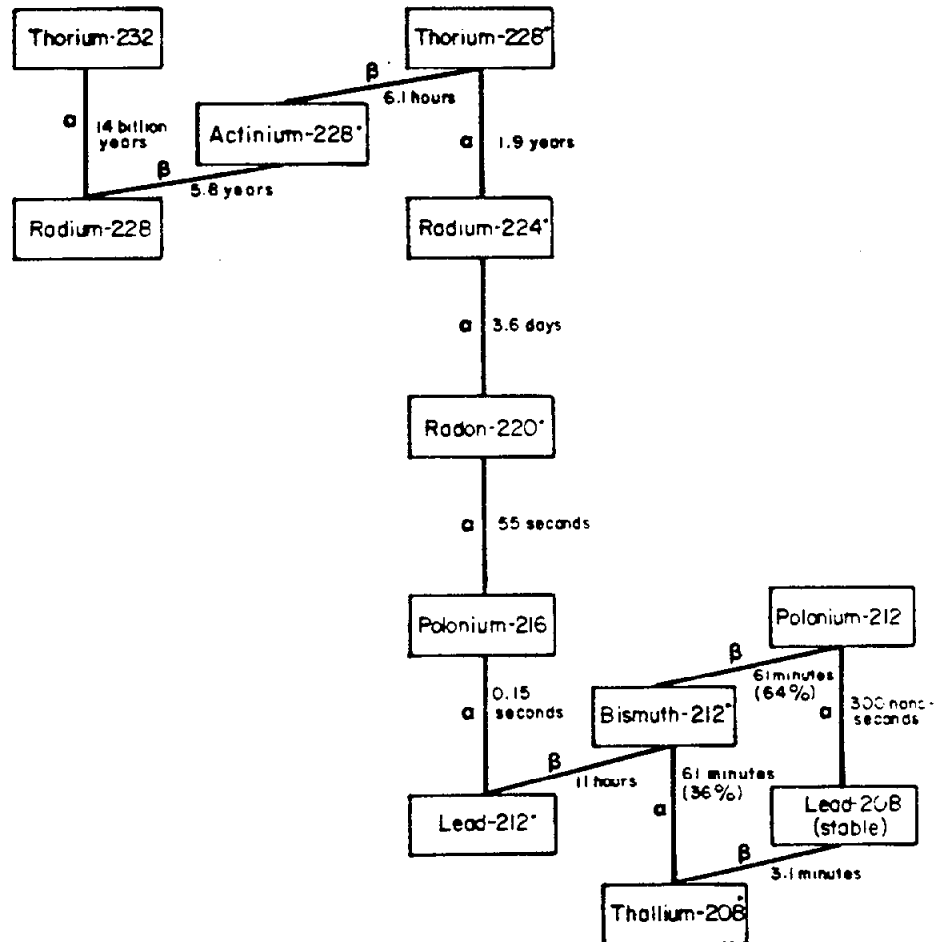 Thorium-232
Thorium-228*
β
6.1 hours
Actinium-228*
α
14 billion
years
α
1.9 years
β
5.8 years
Radium-228
Radium-224*
α
3.6 days
Radon-220*
α
55 seconds
Polonium-216
Polonium-212
β
61 minutes
(64%)
α
0.15
seconds
Bismuth-212*
α
300 nano-
seconds
β
11 hours
61 minutes
(36%)
Lead-212*
α
Lead-208
(stable)
β
3.1 minutes
Thallium-208*